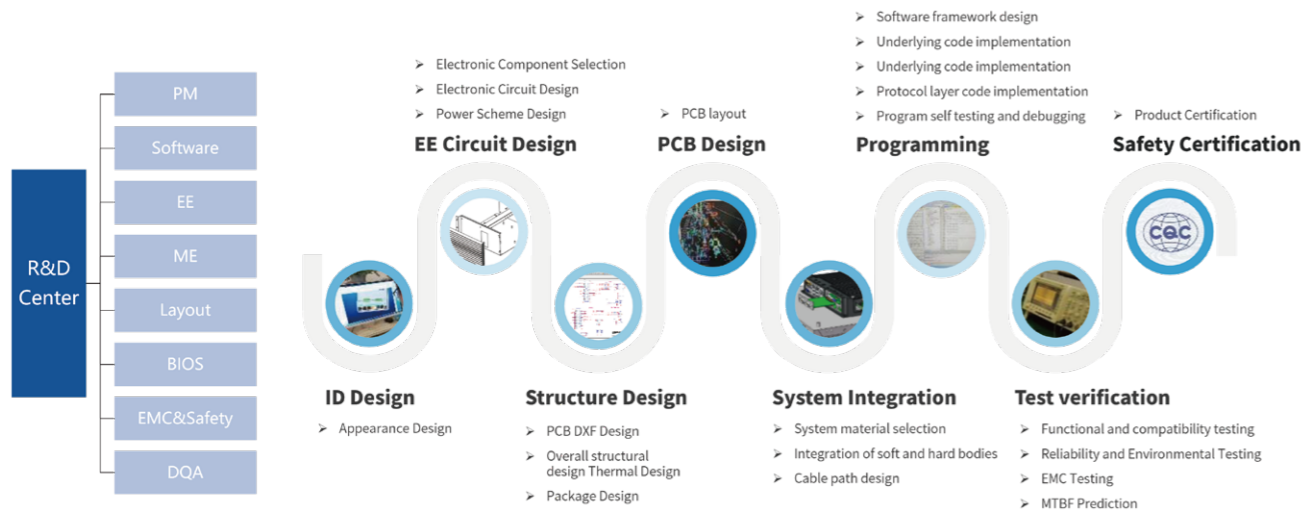 R&D
Center
PM
Software
EE
ME
Layout
BIOS
EMC&Safety
DQA
➢ Electronic Component Selection
➢ Electronic Circuit Design
➢ Power Scheme Design
EE Circuit Design
➢ PCB layout
PCB Design
➢ Software framework design
➢ Underlying code implementation
➢ Underlying code implementation
➢ Protocol layer code implementation
➢ Program self testing and debugging
Programming
➢ Product Certification
Safety Certification
CQC
ID Design
➢ Appearance Design
Structure Design
➢ PCB DXF Design
➢ Overall structural
design Thermal Design
➢ Package Design
System Integration
➢ System material selection
➢ Integration of soft and hard bodies
➢ Cable path design
Test verification
➢ Functional and compatibility testing
➢ Reliability and Environmental Testing
➢ EMC Testing
➢ MTBF Prediction